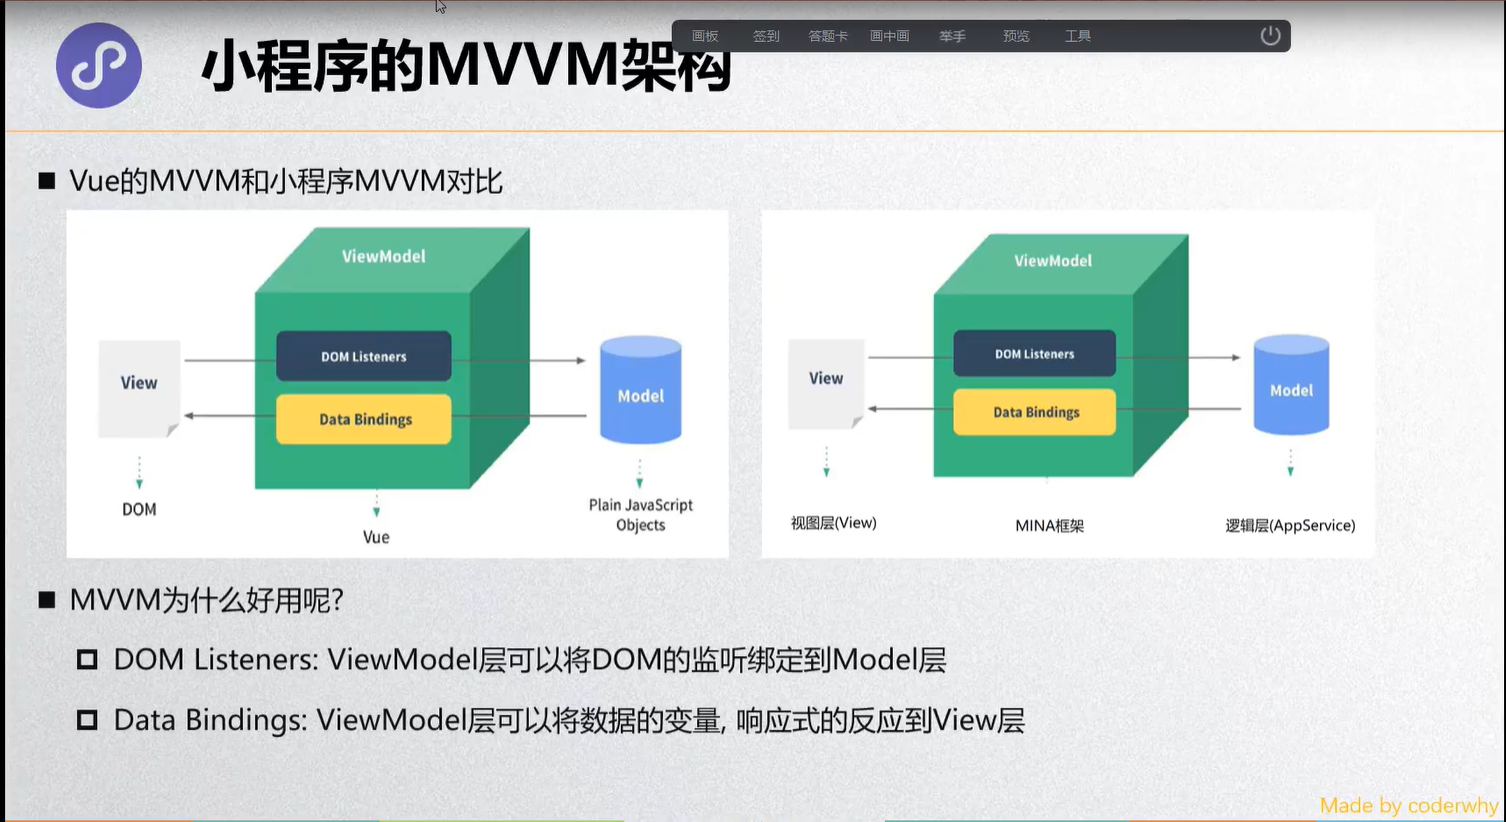 画板 签到 答题卡 画中画 举手 预览 工具
小程序的MVVM架构
Vue的MVVM和小程序MVVM对比
ViewModel
DOM Listeners
View
Model
Data Bindings
DOM
Plain JavaScript
Objects
Vue
ViewModel
DOM Listeners
View
Model
Data Bindings
视图层(View)
MINA框架
逻辑层(AppService)
MVVM为什么好用呢?
DOM Listeners: ViewModel层可以将DOM的监听绑定到Model层
Data Bindings: ViewModel层可以将数据的变量, 响应式的反应到View层
Made by coderwhy